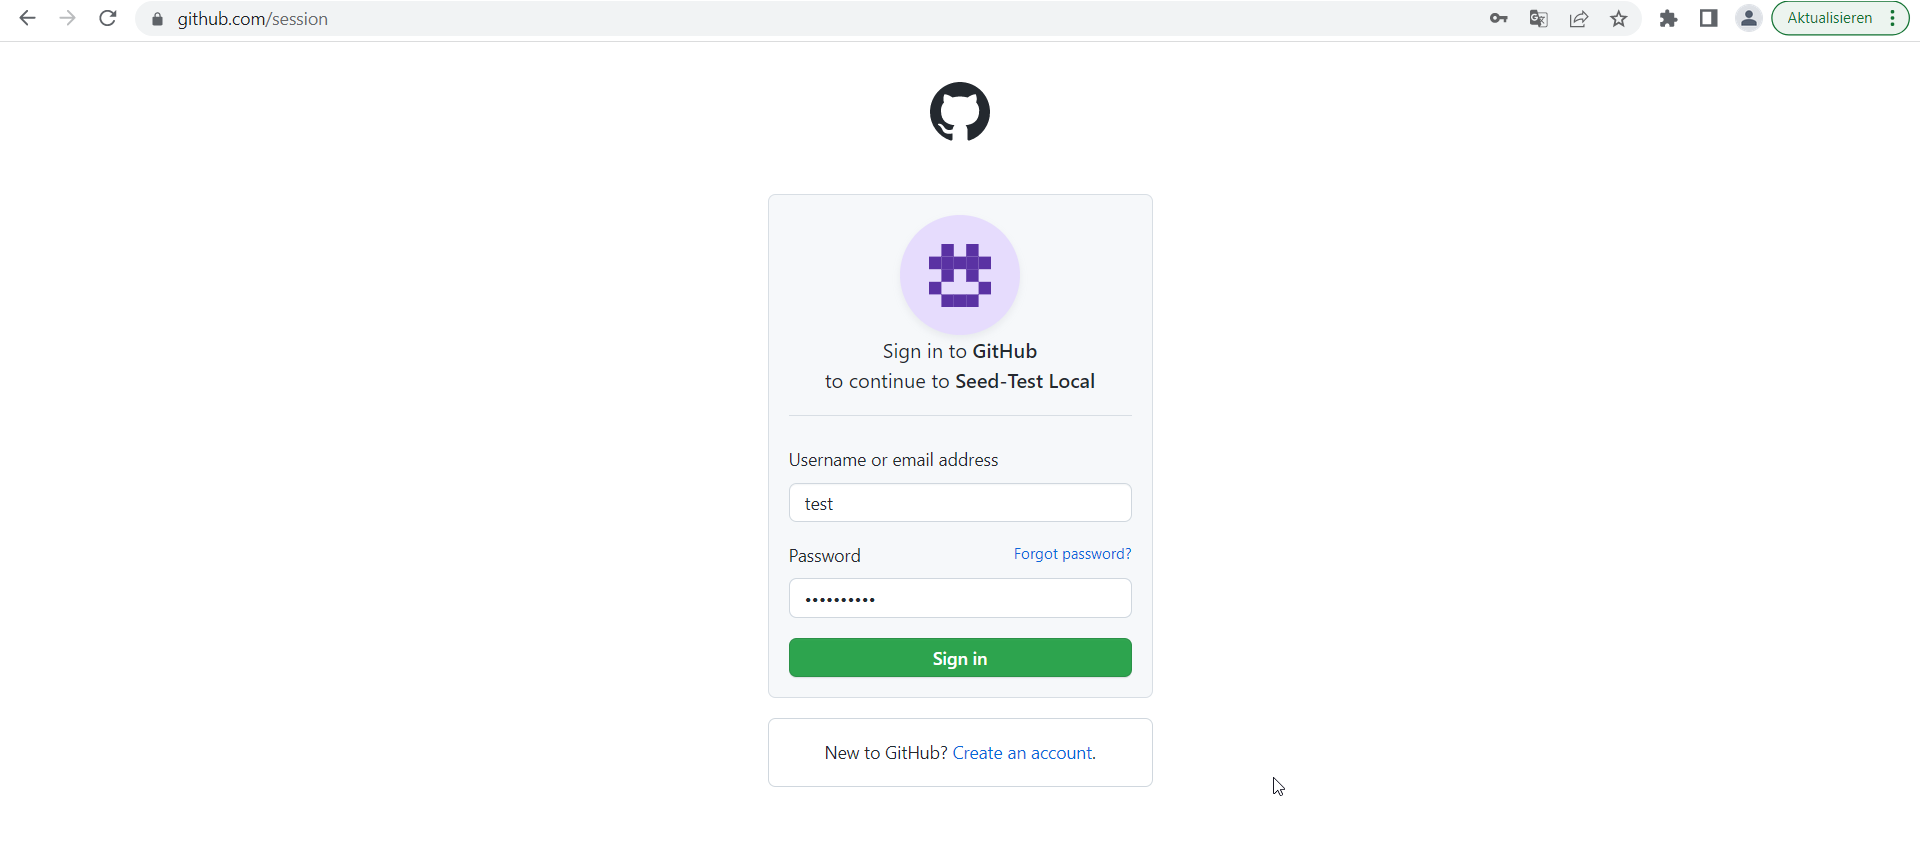 github.com/session
Aktualisieren
Sign in to GitHub
to continue to Seed-Test Local
Username or email address
test
Password Forgot password?
••••••••••
Sign in
New to GitHub? Create an account.